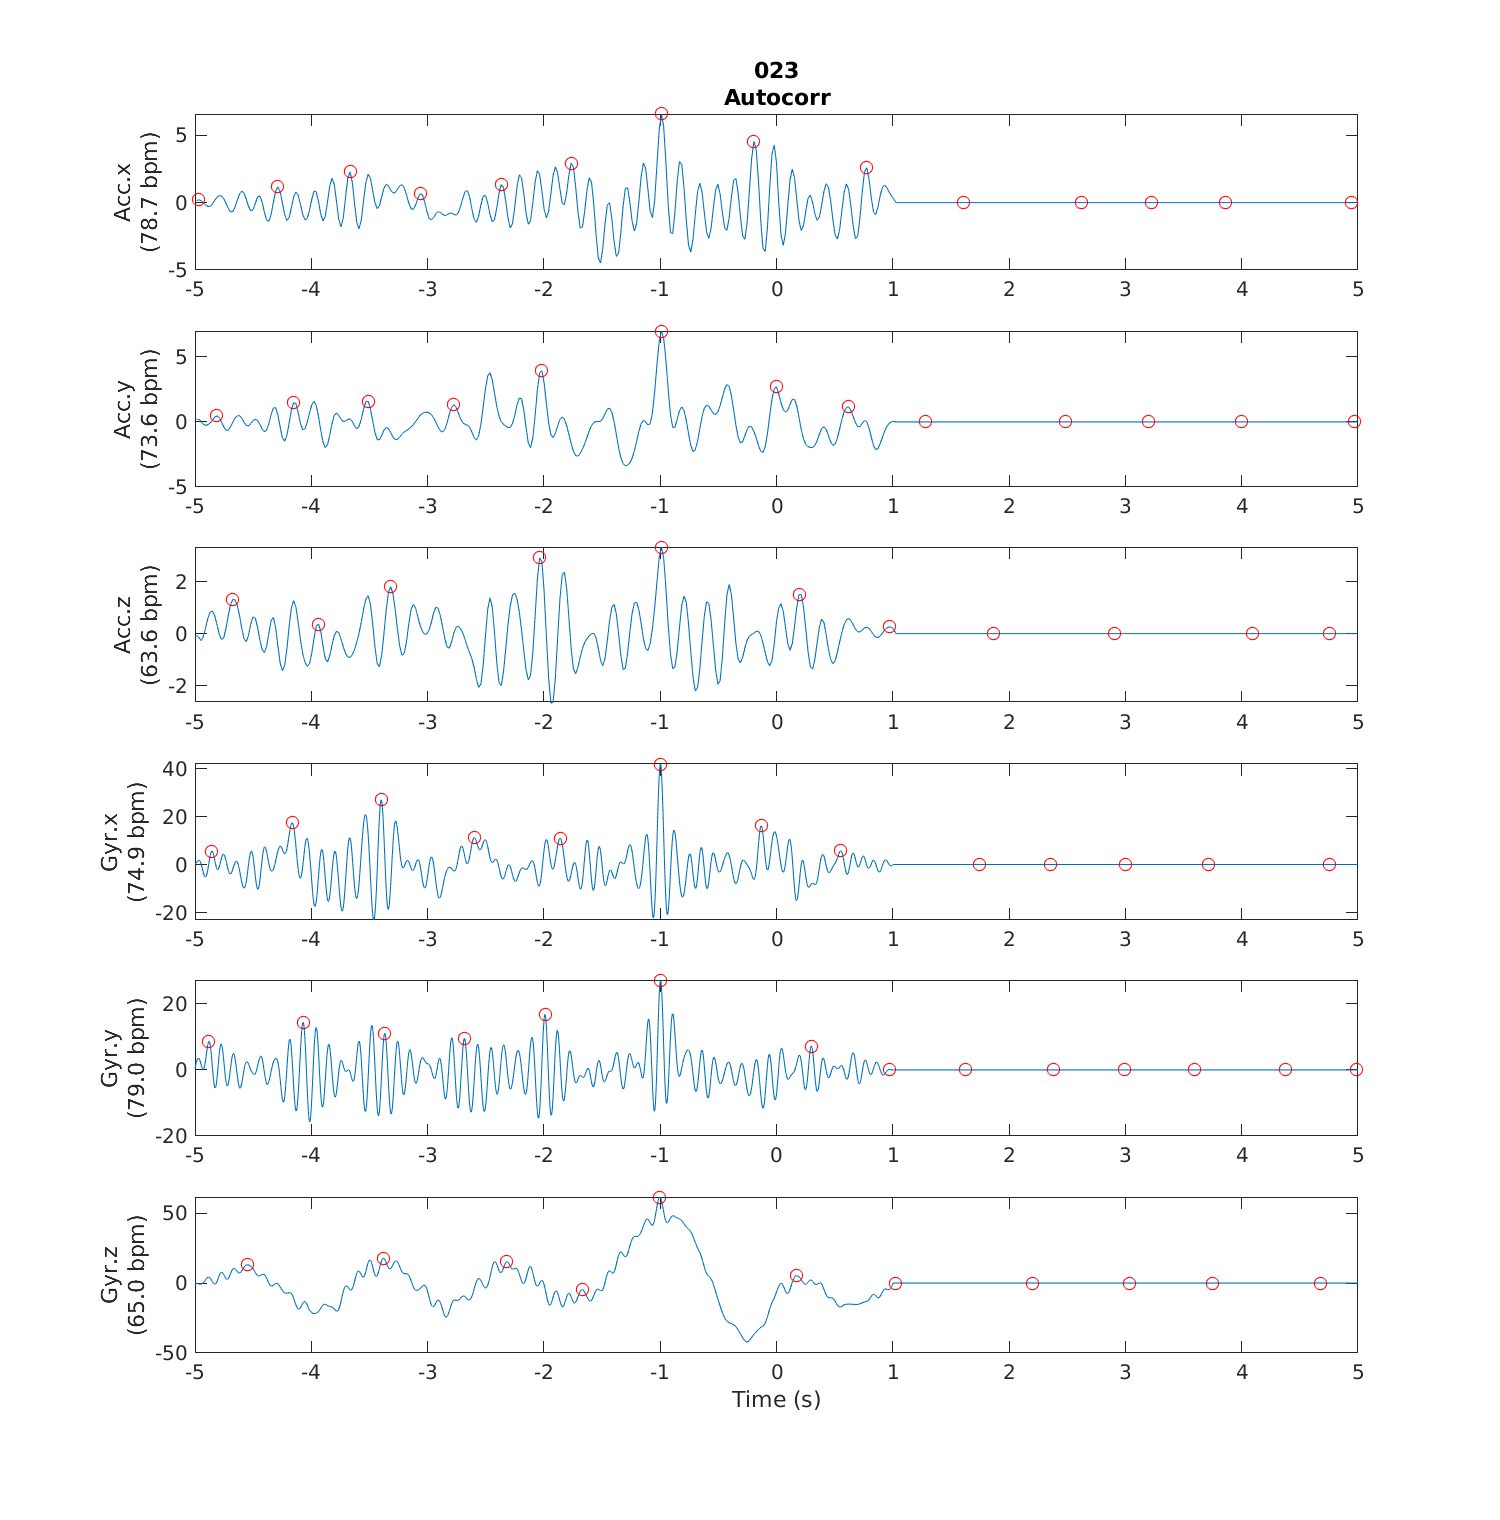 023
Autocorr
Acc.x
(78.7 bpm)
5
0
-5
-5 -4 -3 -2 -1 0 1 2 3 4 5
Acc.y
(73.6 bpm)
5
0
-5
-5 -4 -3 -2 -1 0 1 2 3 4 5
Acc.z
(63.6 bpm)
2
0
-2
-5 -4 -3 -2 -1 0 1 2 3 4 5
Gyr.x
(74.9 bpm)
40
20
0
-20
-5 -4 -3 -2 -1 0 1 2 3 4 5
Gyr.y
(79.0 bpm)
20
0
-20
-5 -4 -3 -2 -1 0 1 2 3 4 5
Gyr.z
(65.0 bpm)
50
0
-50
-5 -4 -3 -2 -1 0 1 2 3 4 5
Time (s)